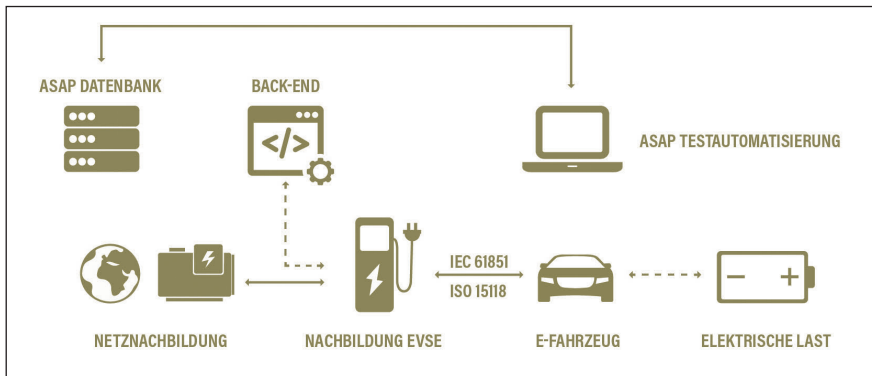 ASAP DATENBANK
BACK-END
</>
ASAP TESTAUTOMATISIERUNG
IEC 61851
ISO 15118
NETZNACHBILDUNG
NACHBILDUNG EVSE
E-FAHRZEUG
ELEKTRISCHE LAST